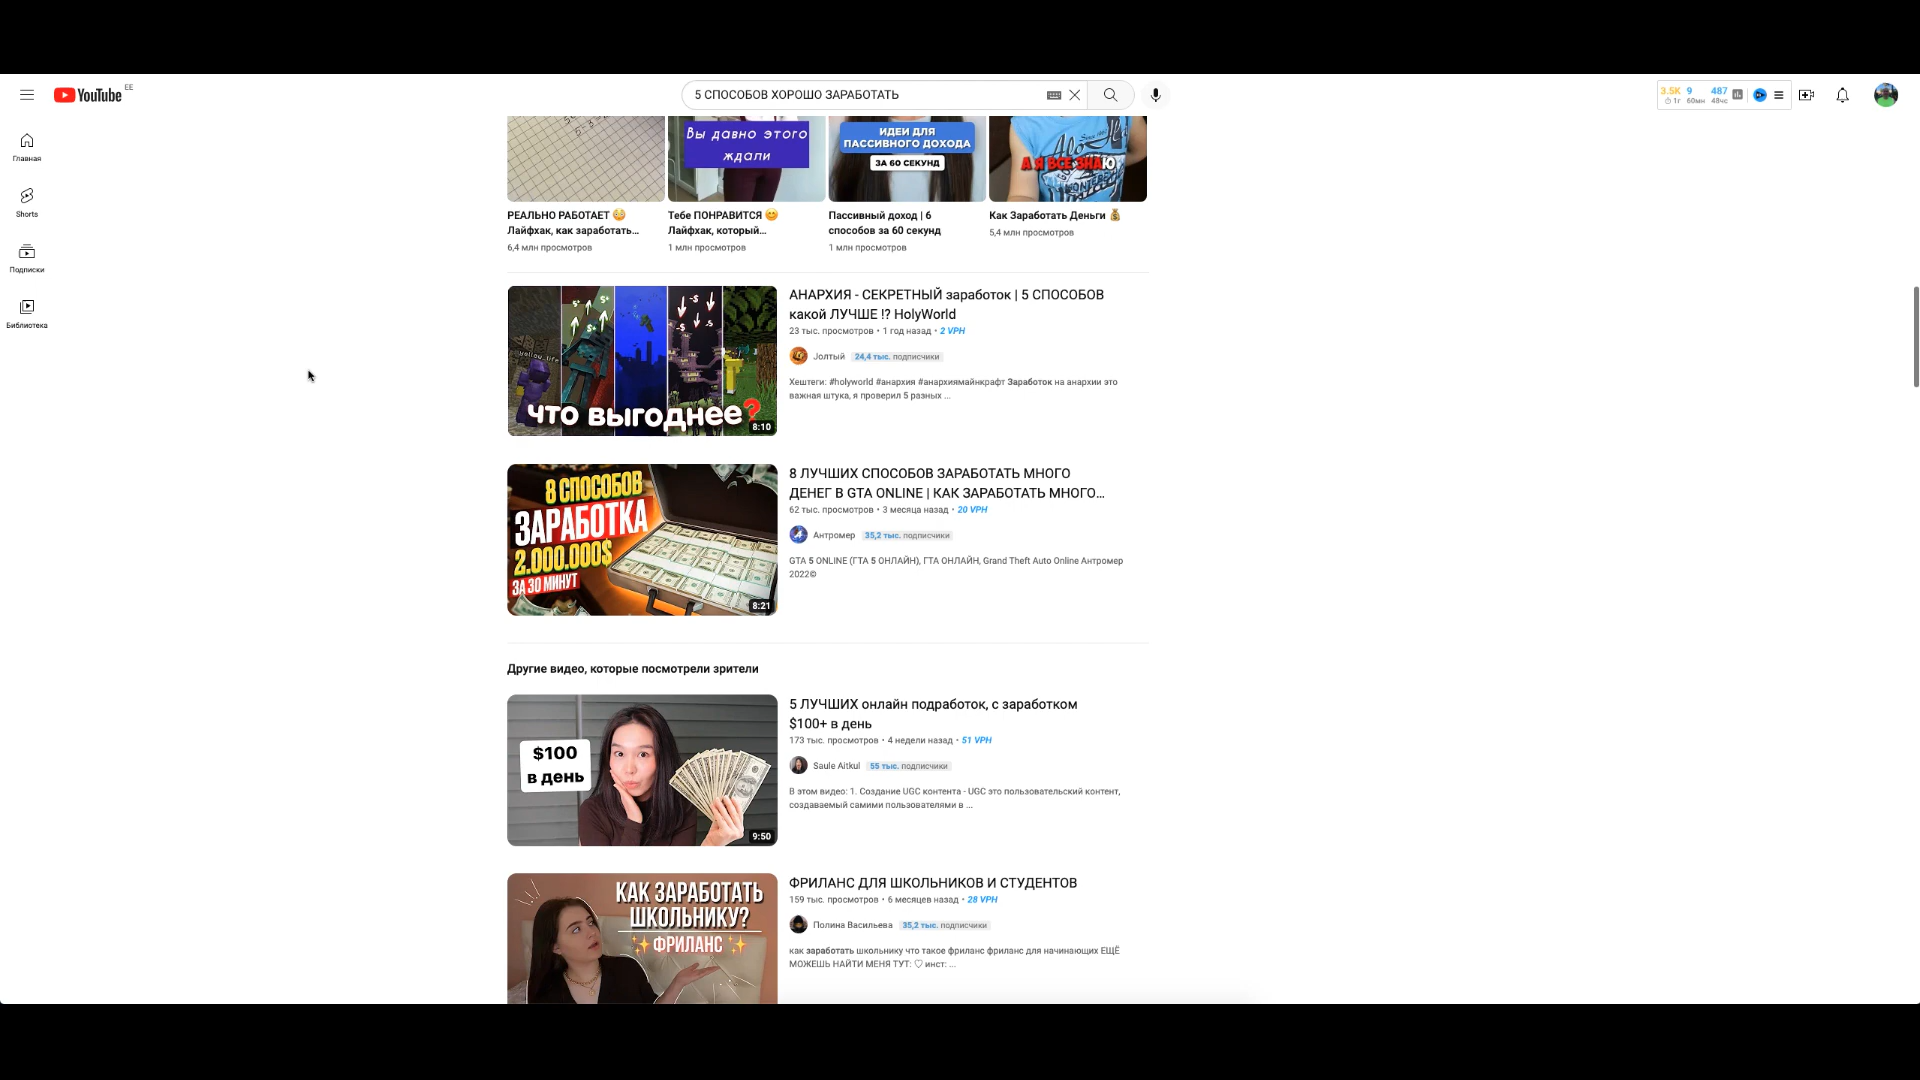 YouTube
EE
5 СПОСОБОВ ХОРОШО ЗАРАБОТАТЬ
3.5K 9 487
1г 60мн 48чс
Главная
Shorts
Подписки
Библиотека
Вы давно этого
ждали
ИДЕИ ДЛЯ
ПАССИВНОГО ДОХОДА
ЗА 60 СЕКУНД
А Я ВСЕ ЗНАЮ
РЕАЛЬНО РАБОТАЕТ 😳
Лайфхак, как заработать...
6,4 млн просмотров
Тебе ПОНРАВИТСЯ 😊
Лайфхак, который...
1 млн просмотров
Пассивный доход | 6
способов за 60 секунд
1 млн просмотров
Как Заработать Деньги 💰
5,4 млн просмотров
что выгоднее?
8:10
АНАРХИЯ - СЕКРЕТНЫЙ заработок | 5 СПОСОБОВ
какой ЛУЧШЕ !? HolyWorld
23 тыс. просмотров • 1 год назад • 2 VPH
Jолтый 24,4 тыс. подписчики
Хештеги: #holyworld #анархия #анархиямайнкрафт Заработок на анархии это
важная штука, я проверил 5 разных ...
8 СПОСОБОВ
ЗАРАБОТКА
2.000.000$
ЗА 30 МИНУТ
8:21
8 ЛУЧШИХ СПОСОБОВ ЗАРАБОТАТЬ МНОГО
ДЕНЕГ В GTA ONLINE | КАК ЗАРАБОТАТЬ МНОГО...
62 тыс. просмотров • 3 месяца назад • 20 VPH
Антромер 35,2 тыс. подписчики
GTA 5 ONLINE (ГТА 5 ОНЛАЙН), ГТА ОНЛАЙН, Grand Theft Auto Online Антромер
2022©
Другие видео, которые посмотрели зрители
$100
в день
9:50
5 ЛУЧШИХ онлайн подработок, с заработком
$100+ в день
173 тыс. просмотров • 4 недели назад • 51 VPH
Saule Aitkul 55 тыс. подписчики
В этом видео: 1. Создание UGC контента - UGC это пользовательский контент,
создаваемый самими пользователями в ...
КАК ЗАРАБОТАТЬ
ШКОЛЬНИКУ?
✨ФРИЛАНС ✨
ФРИЛАНС ДЛЯ ШКОЛЬНИКОВ И СТУДЕНТОВ
159 тыс. просмотров • 6 месяцев назад • 28 VPH
Полина Васильева 35,2 тыс. подписчики
как заработать школьнику что такое фриланс фриланс для начинающих ЕЩЁ
МОЖЕШЬ НАЙТИ МЕНЯ ТУТ: ♡ инст: ...